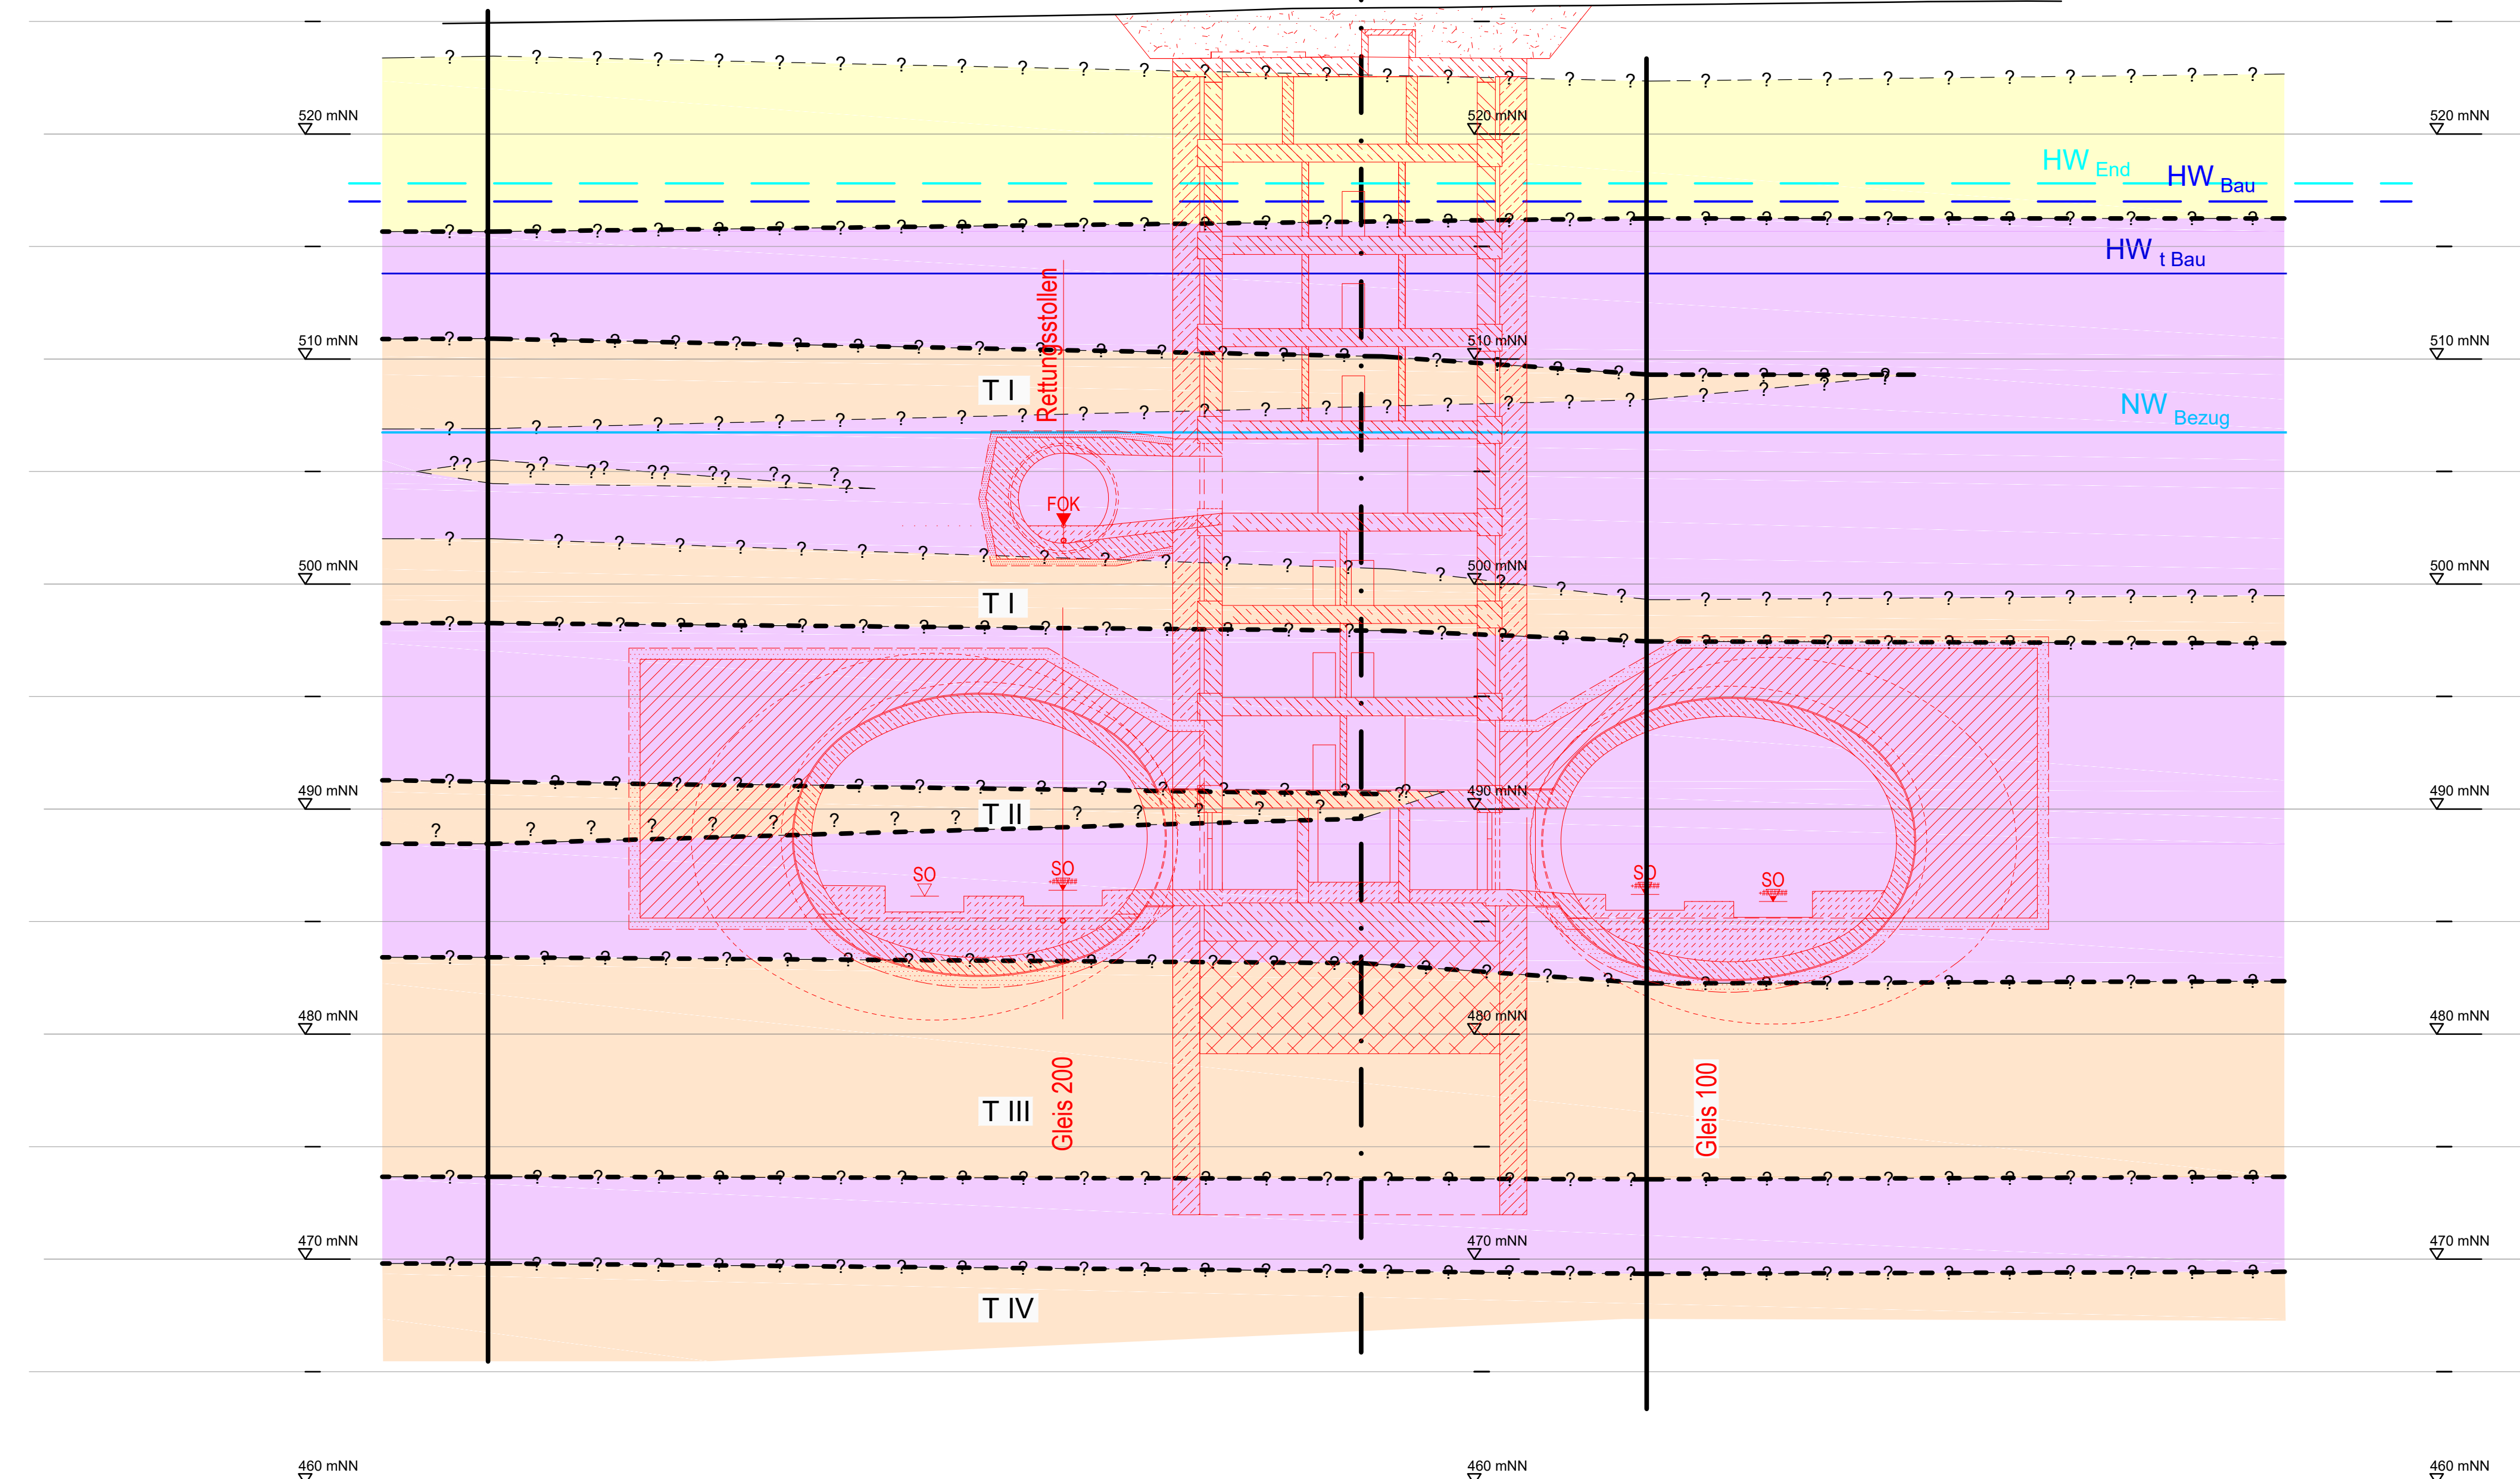 520 mNN
520 mNN
520 mNN
HW End
HW Bau
HW t Bau
Rettungsstollen
510 mNN
510 mNN
510 mNN
T I
NW Bezug
FOK
500 mNN
500 mNN
500 mNN
T I
490 mNN
490 mNN
490 mNN
T II
SO
SO
SO
SO
480 mNN
480 mNN
480 mNN
T III
Gleis 200
Gleis 100
470 mNN
470 mNN
470 mNN
T IV
460 mNN
460 mNN
460 mNN